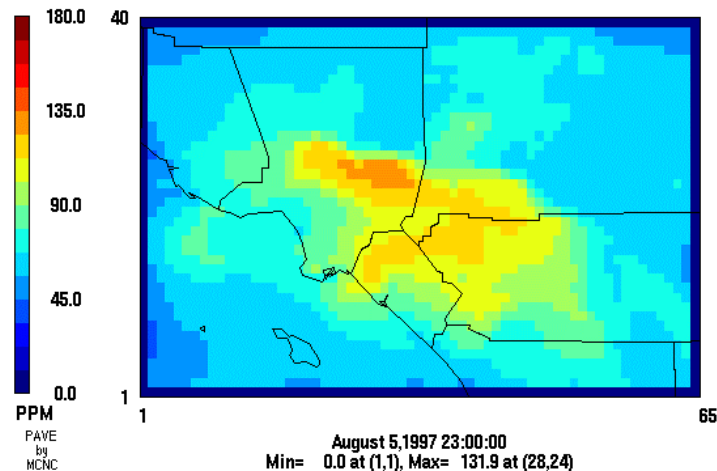 180.0
135.0
90.0
45.0
0.0
PPM
PAVE
by
MCNC
40
1
1
65
August 5,1997 23:00:00
Min= 0.0 at (1,1), Max= 131.9 at (28,24)